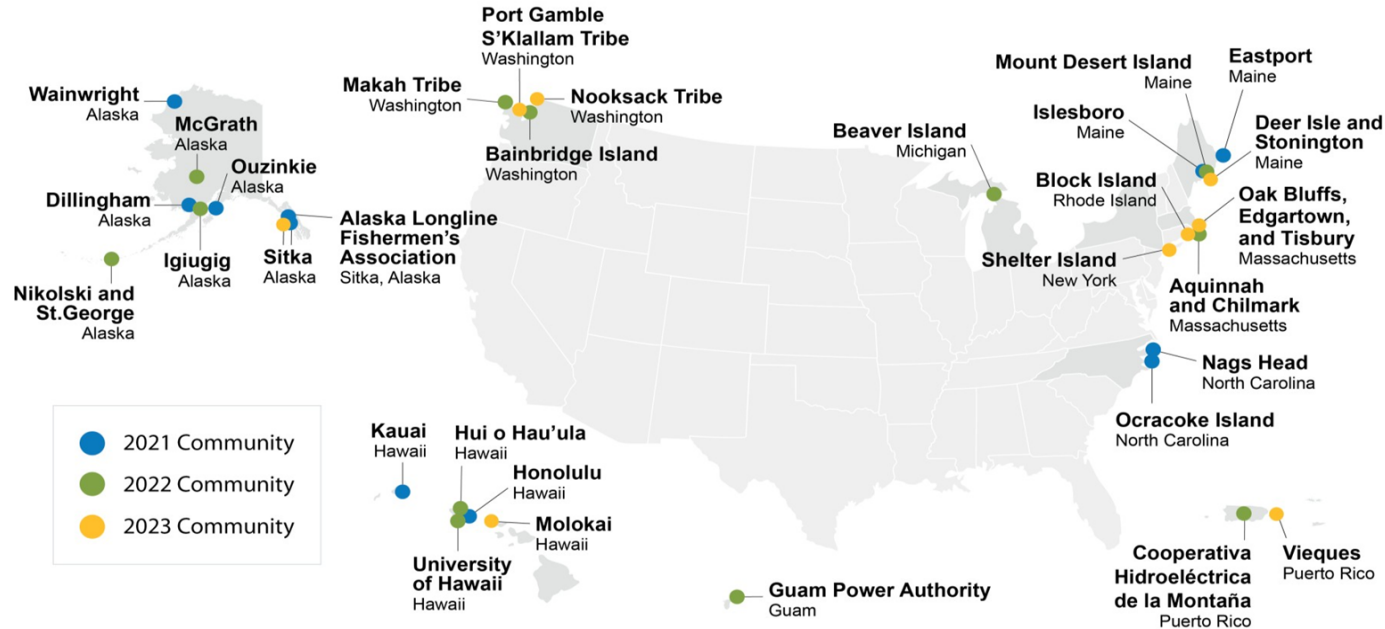 Port Gamble
S'Klallam Tribe
Washington
Makah Tribe
Washington
Nooksack Tribe
Washington
Bainbridge Island
Washington
Wainwright
Alaska
McGrath
Alaska
Ouzinkie
Alaska
Dillingham
Alaska
Igiugig
Alaska
Sitka
Alaska
Alaska Longline
Fishermen's
Association
Sitka, Alaska
Nikolski and
St.George
Alaska
Beaver Island
Michigan
Mount Desert Island
Maine
Eastport
Maine
Islesboro
Maine
Deer Isle and
Stonington
Maine
Block Island
Rhode Island
Oak Bluffs,
Edgartown,
and Tisbury
Massachusetts
Shelter Island
New York
Aquinnah
and Chilmark
Massachusetts
Nags Head
North Carolina
Ocracoke Island
North Carolina
2021 Community
2022 Community
2023 Community
Kauai
Hawaii
Hui o Hau'ula
Hawaii
Honolulu
Hawaii
Molokai
Hawaii
University
of Hawaii
Hawaii
Guam Power Authority
Guam
Cooperativa
Hidroeléctrica
de la Montaña
Puerto Rico
Vieques
Puerto Rico